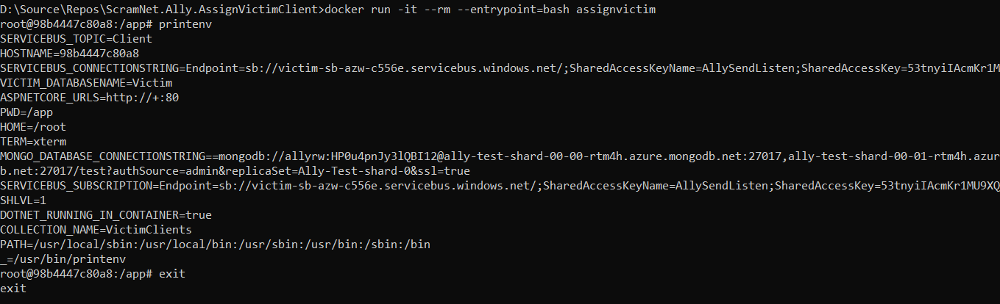 D:\Source\Repos\ScramNet.Ally.AssignVictimClient>docker run -it --rm --entrypoint=bash assignvictim
root@98b4447c80a8:/app# printenv
SERVICEBUS_TOPIC=Client
HOSTNAME=98b4447c80a8
SERVICEBUS_CONNECTIONSTRING=Endpoint=sb://victim-sb-azw-c556e.servicebus.windows.net/;SharedAccessKeyName=AllySendListen;SharedAccessKey=53tnyiIAcmKr1M
VICTIM_DATABASENAME=Victim
ASPNETCORE_URLS=http://+:80
PWD=/app
HOME=/root
TERM=xterm
MONGO_DATABASE_CONNECTIONSTRING==mongodb://allyrw:HP0u4pnJy3lQBI12@ally-test-shard-00-00-rtm4h.azure.mongodb.net:27017,ally-test-shard-00-01-rtm4h.azur
b.net:27017/test?authSource=admin&replicaSet=Ally-Test-shard-0&ssl=true
SERVICEBUS_SUBSCRIPTION=Endpoint=sb://victim-sb-azw-c556e.servicebus.windows.net/;SharedAccessKeyName=AllySendListen;SharedAccessKey=53tnyiIAcmKr1MU9XQ
SHLVL=1
DOTNET_RUNNING_IN_CONTAINER=true
COLLECTION_NAME=VictimClients
PATH=/usr/local/sbin:/usr/local/bin:/usr/sbin:/usr/bin:/sbin:/bin
_=/usr/bin/printenv
root@98b4447c80a8:/app# exit
exit